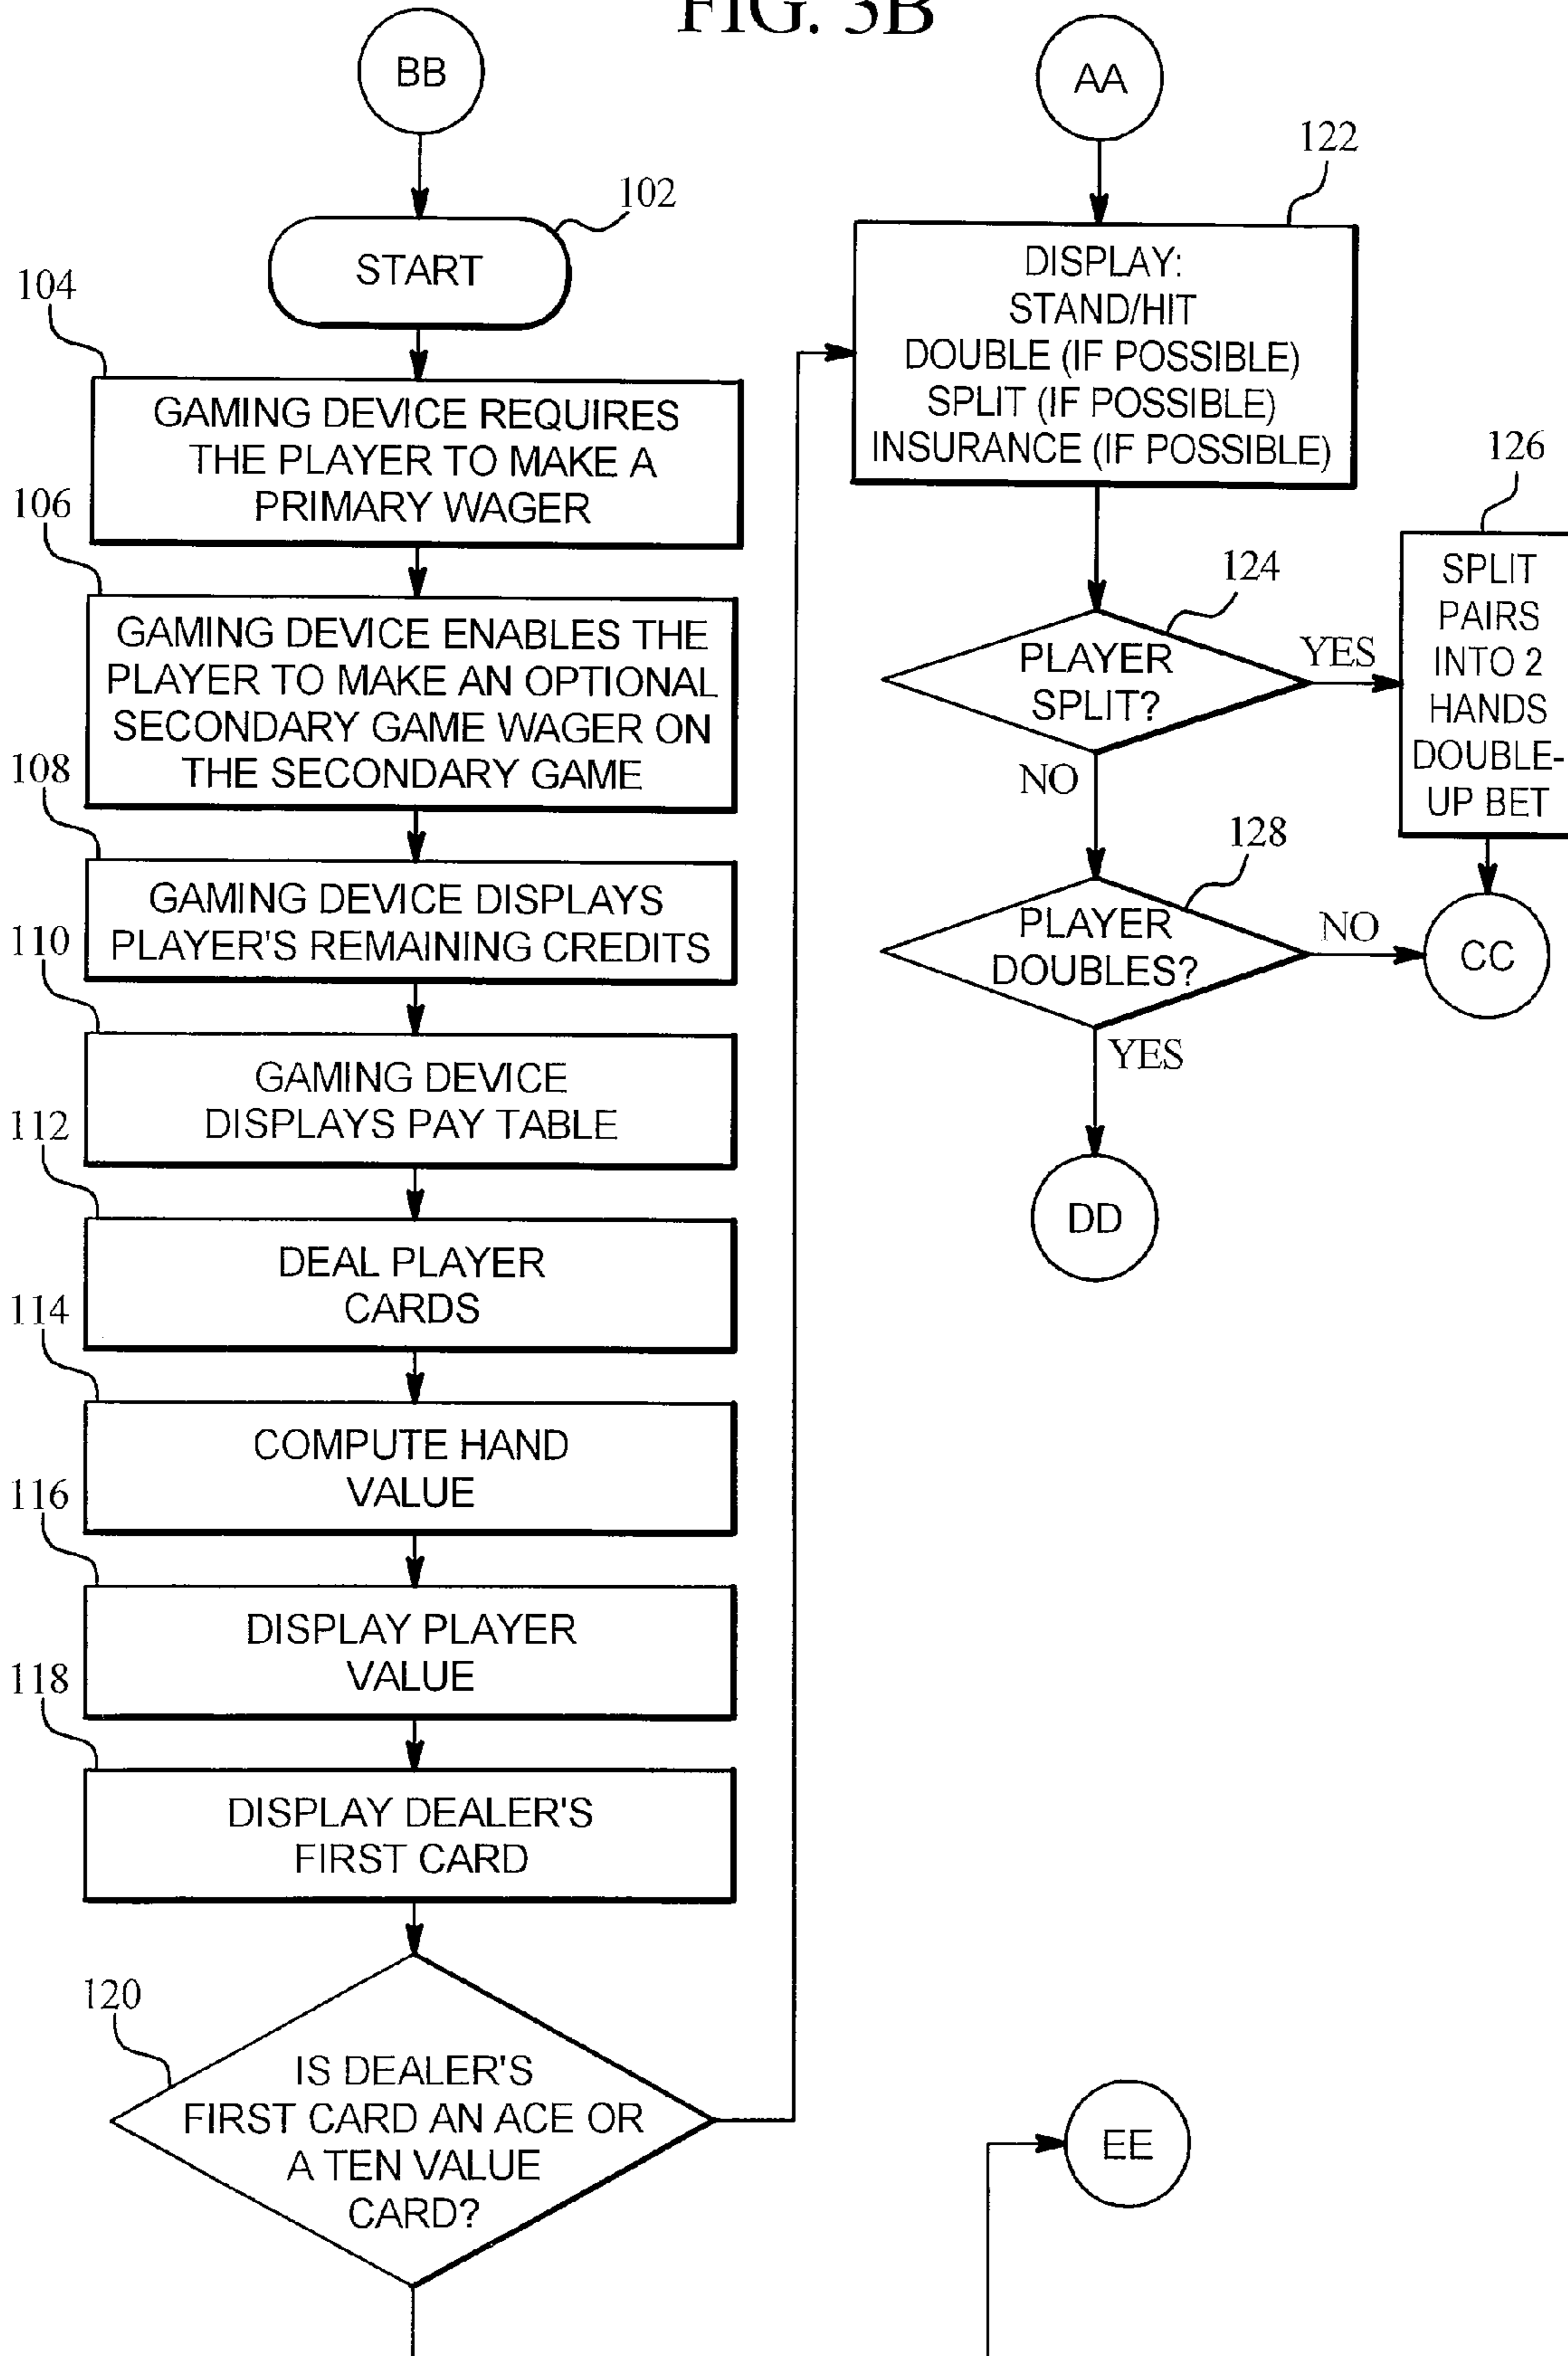 FIG. 3B
BB
102
START
104
GAMING DEVICE REQUIRES
THE PLAYER TO MAKE A
PRIMARY WAGER
106
GAMING DEVICE ENABLES THE
PLAYER TO MAKE AN OPTIONAL
SECONDARY GAME WAGER ON
THE SECONDARY GAME
108
GAMING DEVICE DISPLAYS
PLAYER'S REMAINING CREDITS
110
GAMING DEVICE
DISPLAYS PAY TABLE
112
DEAL PLAYER
CARDS
114
COMPUTE HAND
VALUE
116
DISPLAY PLAYER
VALUE
118
DISPLAY DEALER'S
FIRST CARD
120
IS DEALER'S
FIRST CARD AN ACE OR
A TEN VALUE
CARD?
AA
122
DISPLAY:
STAND/HIT
DOUBLE (IF POSSIBLE)
SPLIT (IF POSSIBLE)
INSURANCE (IF POSSIBLE)
124
PLAYER
SPLIT?
YES
126
SPLIT
PAIRS
INTO 2
HANDS
DOUBLE-
UP BET
NO
128
PLAYER
DOUBLES?
NO
CC
YES
DD
EE